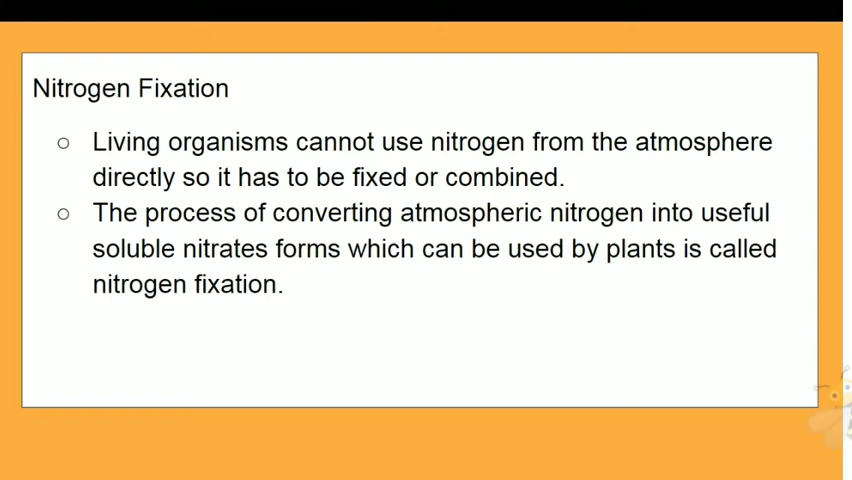 Nitrogen Fixation
○ Living organisms cannot use nitrogen from the atmosphere
directly so it has to be fixed or combined.
○ The process of converting atmospheric nitrogen into useful
soluble nitrates forms which can be used by plants is called
nitrogen fixation.